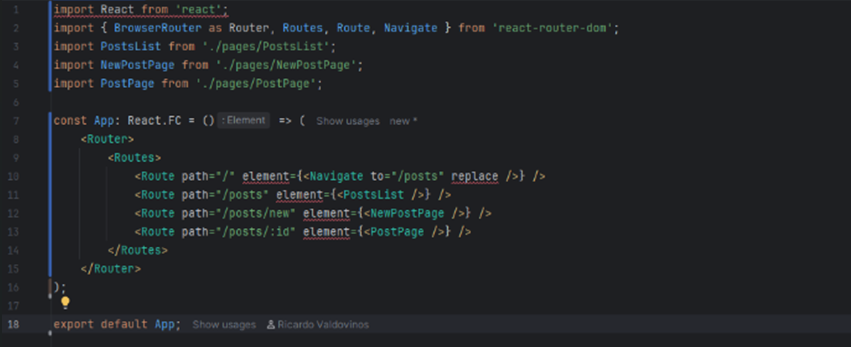 1 import React from 'react';
2 import { BrowserRouter as Router, Routes, Route, Navigate } from 'react-router-dom';
3 import PostsList from './pages/PostsList';
4 import NewPostPage from './pages/NewPostPage';
5 import PostPage from './pages/PostPage';
6
7 const App: React.FC = () : Element => ( Show usages new *
8 <Router>
9 <Routes>
10 <Route path="/" element={<Navigate to="/posts" replace />} />
11 <Route path="/posts" element={<PostsList />} />
12 <Route path="/posts/new" element={<NewPostPage />} />
13 <Route path="/posts/:id" element={<PostPage />} />
14 </Routes>
15 </Router>
16 );
17
18 export default App; Show usages Ricardo Valdovinos